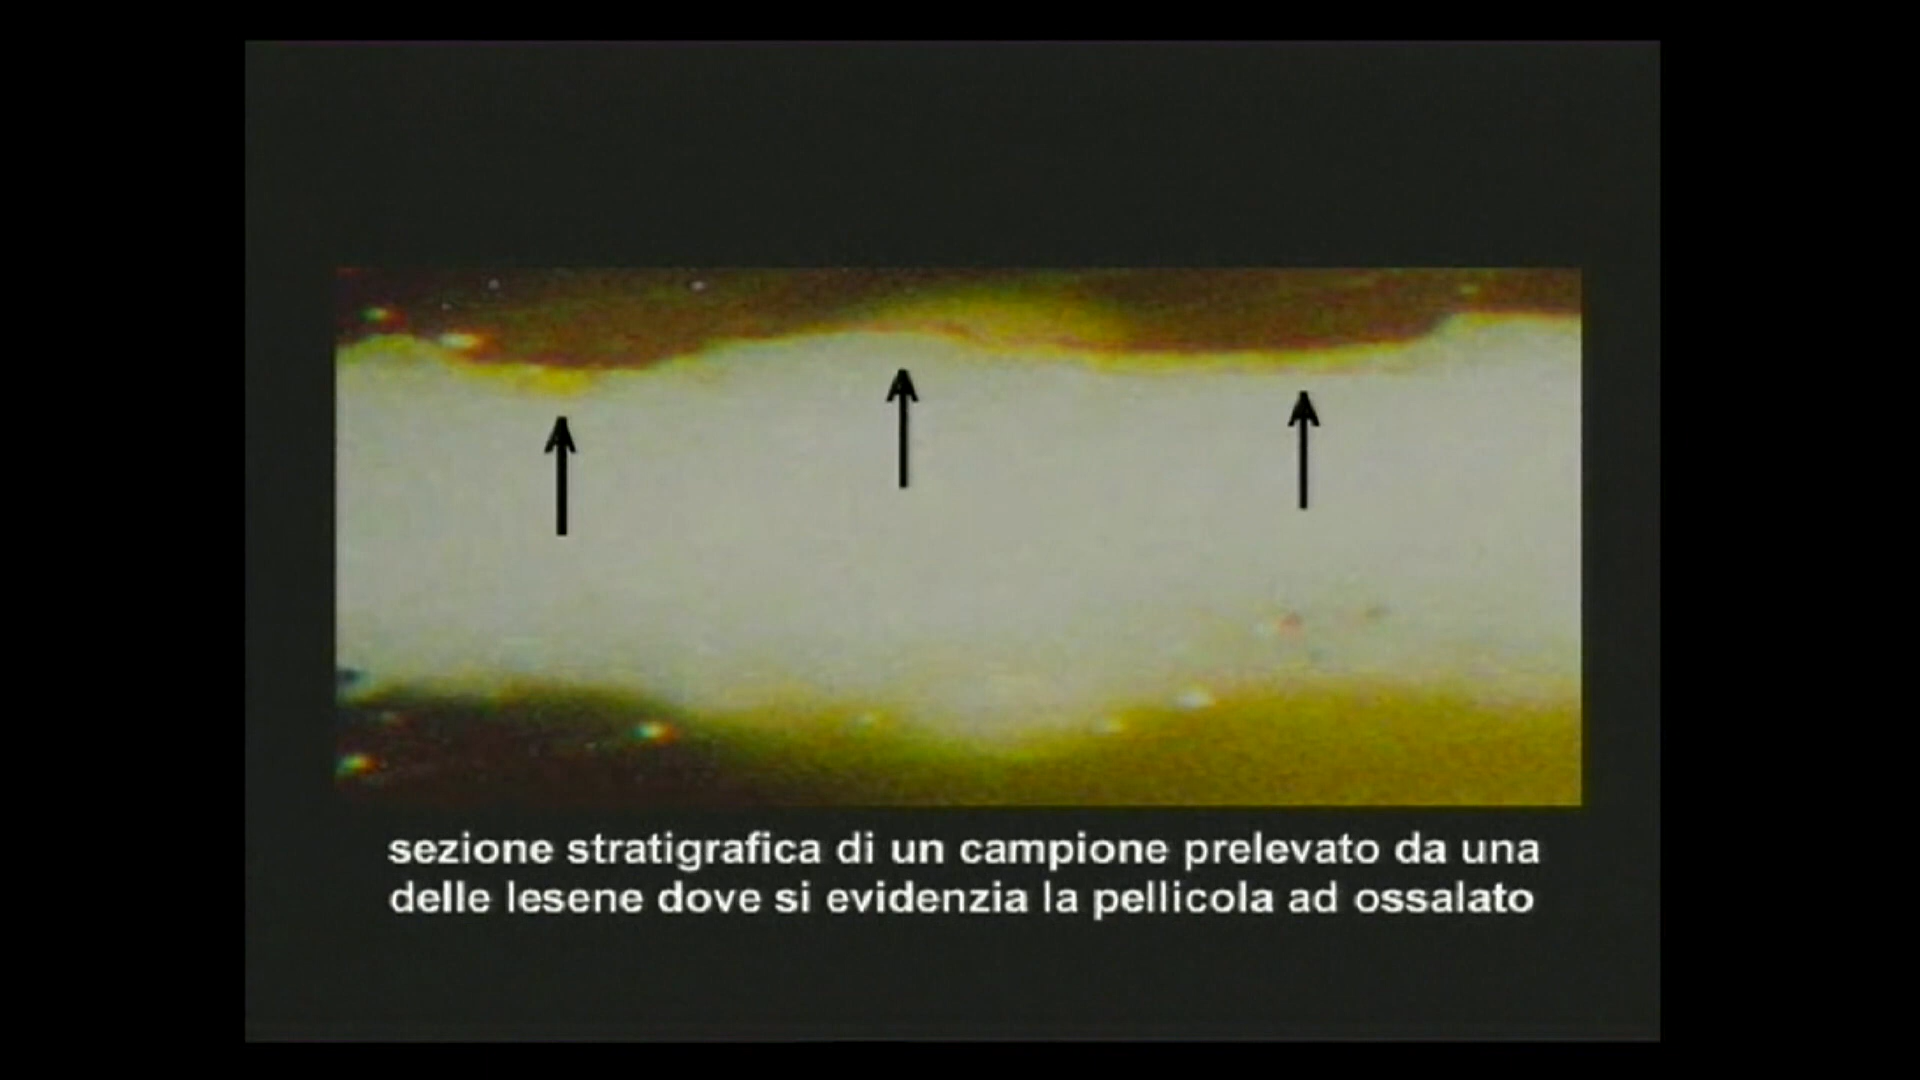 sezione stratigrafica di un campione prelevato da una
delle lesene dove si evidenzia la pellicola ad ossalato